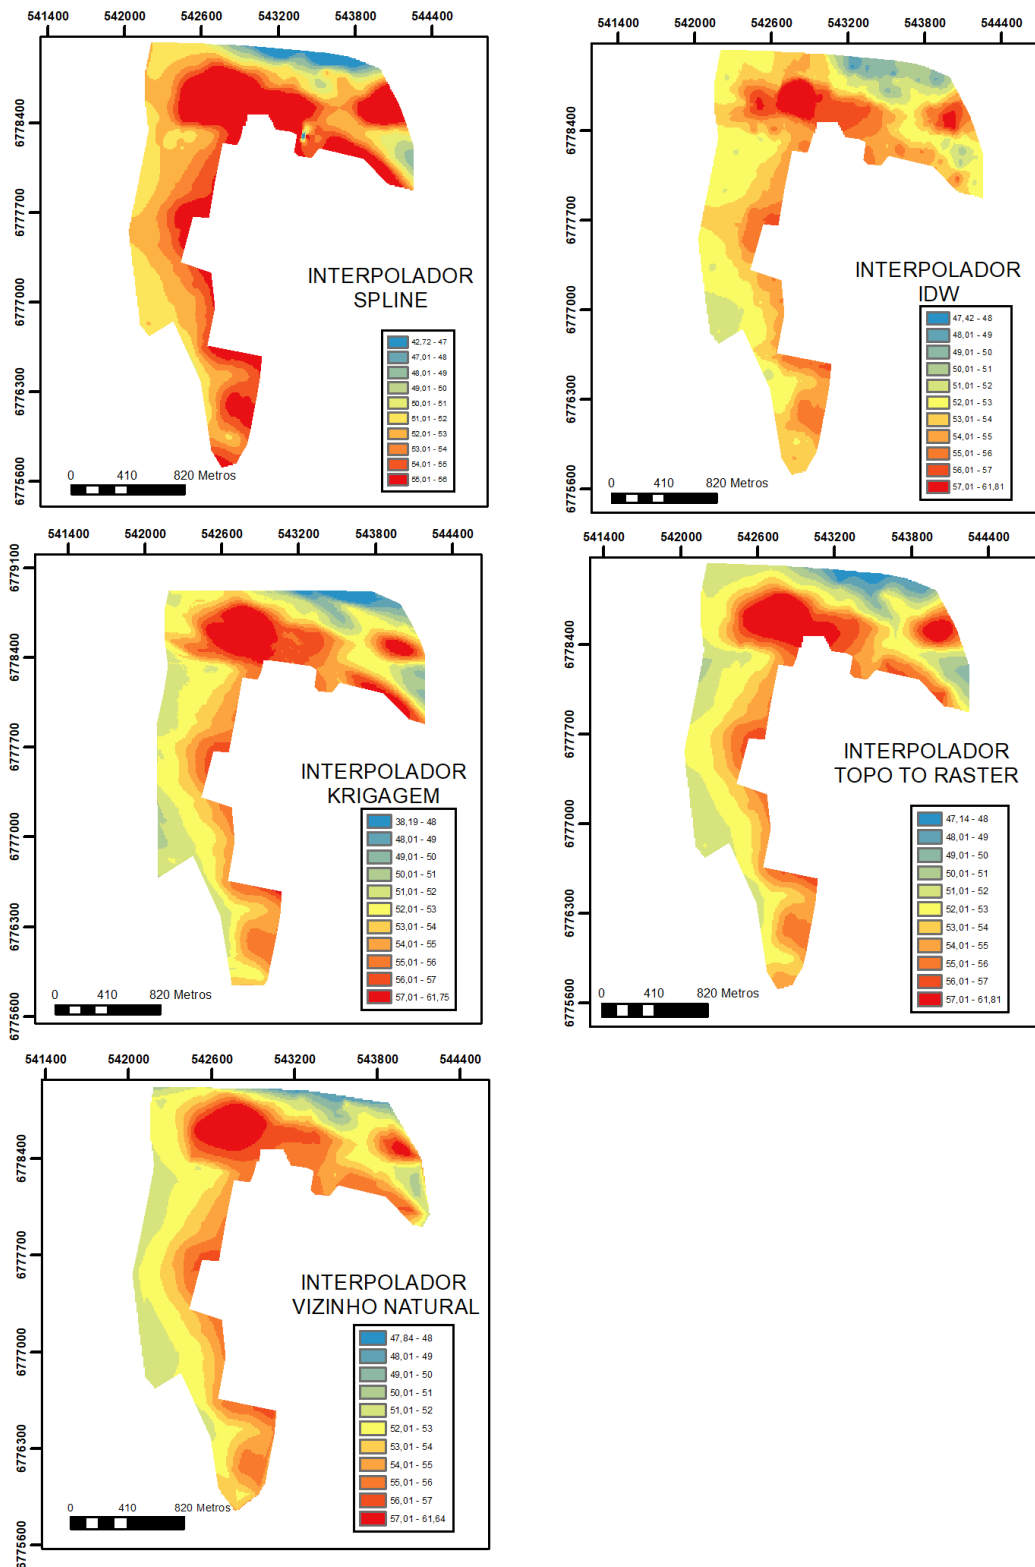 541400 542000 542600 543200 543800 544400
6778400
6777700
6777000
6776300
6775600
INTERPOLADOR
SPLINE
42,72 - 47
47,01 - 48
48,01 - 49
49,01 - 50
50,01 - 51
51,01 - 52
52,01 - 53
53,01 - 54
54,01 - 55
55,01 - 56
0 410 820 Metros
541400 542000 542600 543200 543800 544400
6778400
6777700
6777000
6776300
6775600
INTERPOLADOR
IDW
47,42 - 48
48,01 - 49
49,01 - 50
50,01 - 51
51,01 - 52
52,01 - 53
53,01 - 54
54,01 - 55
55,01 - 56
56,01 - 57
57,01 - 61,81
0 410 820 Metros
541400 542000 542600 543200 543800 544400
6779100
6778400
6777700
6777000
6776300
6775600
INTERPOLADOR
KRIGAGEM
38,19 - 48
48,01 - 49
49,01 - 50
50,01 - 51
51,01 - 52
52,01 - 53
53,01 - 54
54,01 - 55
55,01 - 56
56,01 - 57
57,01 - 61,75
0 410 820 Metros
541400 542000 542600 543200 543800 544400
6778400
6777700
6777000
6776300
6775600
INTERPOLADOR
TOPO TO RASTER
47,14 - 48
48,01 - 49
49,01 - 50
50,01 - 51
51,01 - 52
52,01 - 53
53,01 - 54
54,01 - 55
55,01 - 56
56,01 - 57
57,01 - 61,81
0 410 820 Metros
541400 542000 542600 543200 543800 544400
6778400
6777700
6777000
6776300
6775600
INTERPOLADOR
VIZINHO NATURAL
47,84 - 48
48,01 - 49
49,01 - 50
50,01 - 51
51,01 - 52
52,01 - 53
53,01 - 54
54,01 - 55
55,01 - 56
56,01 - 57
57,01 - 61,64
0 410 820 Metros